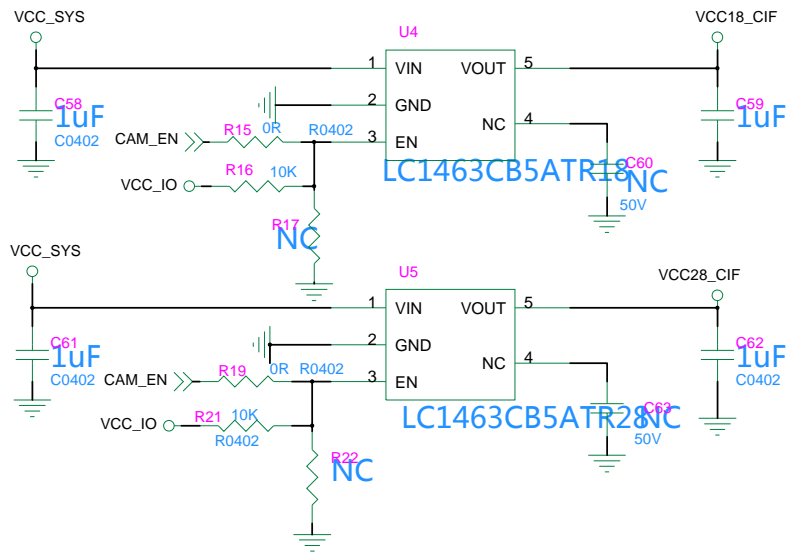 VCC_SYS
VCC18_CIF
U4
1 VIN VOUT 5
C58
1uF
C0402
C59
1uF
2 GND
NC 4
R15 0R R0402
CAM_EN
3 EN
R16 10K
VCC_IO
LC1463CB5ATR18
C60
NC
50V
R17
NC
VCC_SYS
VCC28_CIF
U5
1 VIN VOUT 5
C61
1uF
C0402
C62
1uF
C0402
2 GND
NC 4
R19 0R R0402
CAM_EN
3 EN
R21 10K
VCC_IO
R0402
LC1463CB5ATR28
C63
NC
50V
R22
NC